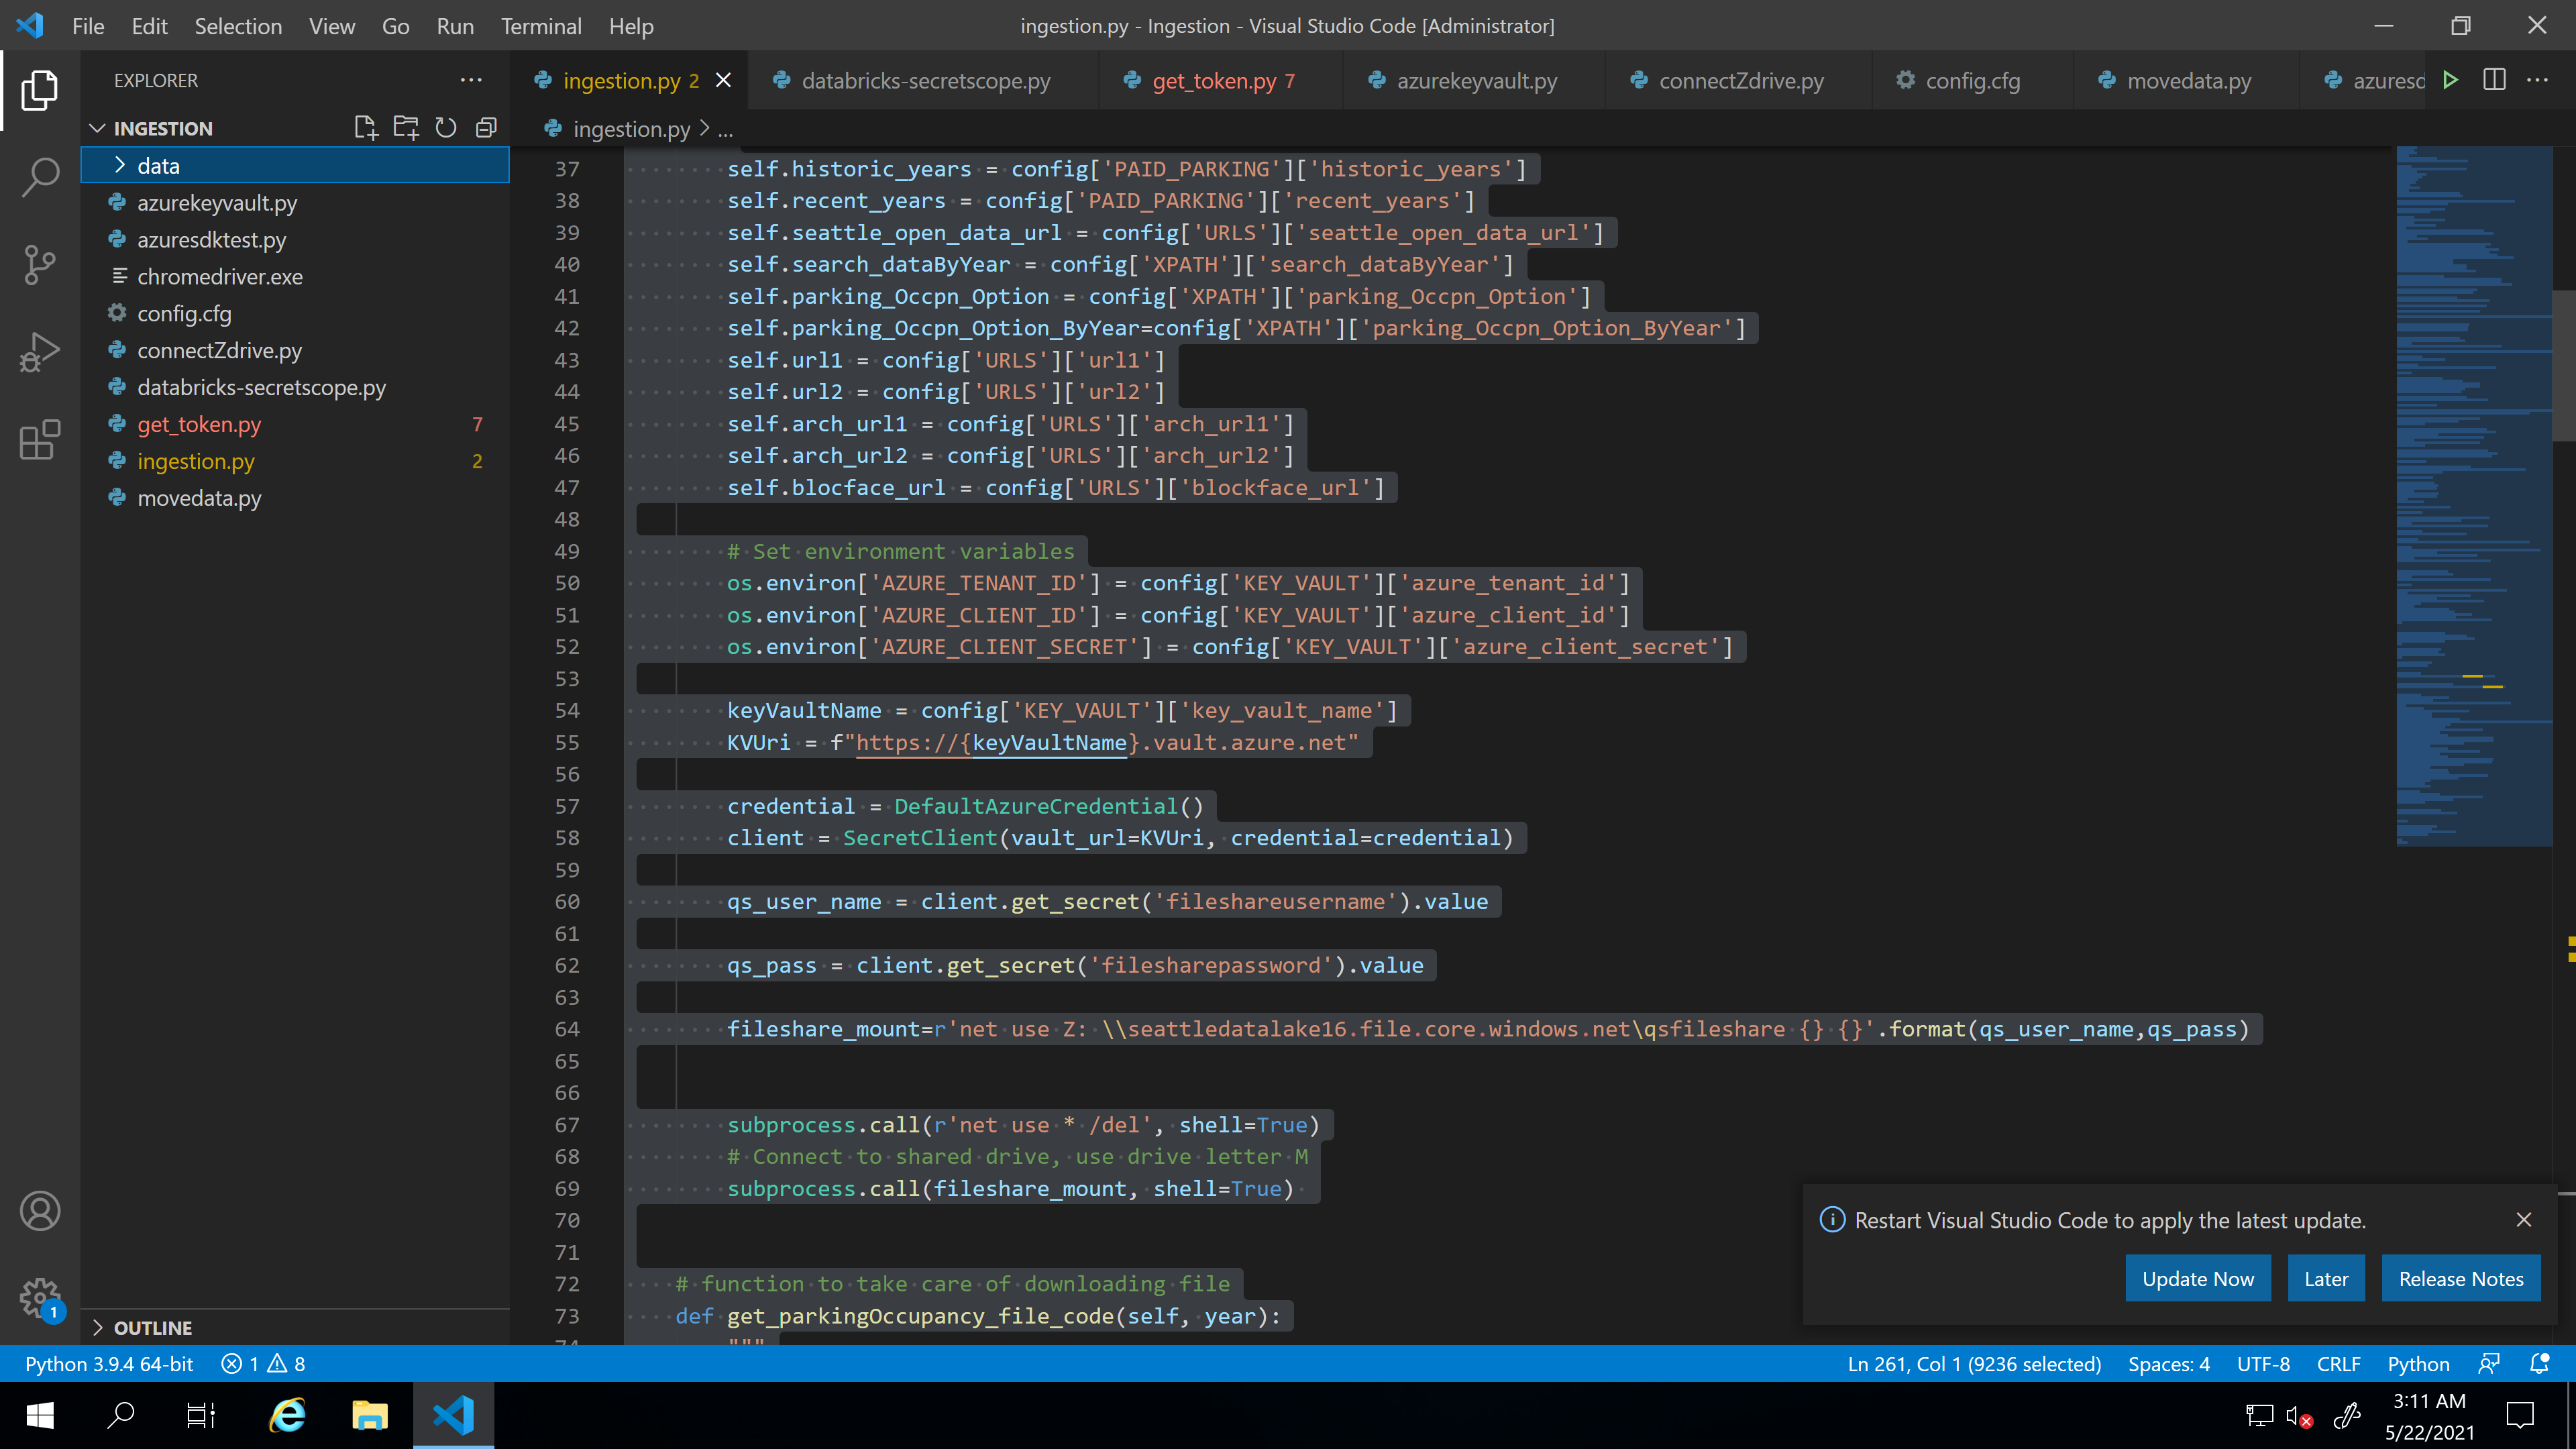 File Edit Selection View Go Run Terminal Help
ingestion.py - Ingestion - Visual Studio Code [Administrator]
EXPLORER
INGESTION
data
azurekeyvault.py
azuresdktest.py
chromedriver.exe
config.cfg
connectZdrive.py
databricks-secretscope.py
get_token.py 7
ingestion.py 2
movedata.py
OUTLINE
1
ingestion.py 2 databricks-secretscope.py get_token.py 7 azurekeyvault.py connectZdrive.py config.cfg movedata.py azuresd
ingestion.py > ...
37 self.historic_years = config['PAID_PARKING']['historic_years']
38 self.recent_years = config['PAID_PARKING']['recent_years']
39 self.seattle_open_data_url = config['URLS']['seattle_open_data_url']
40 self.search_dataByYear = config['XPATH']['search_dataByYear']
41 self.parking_Occpn_Option = config['XPATH']['parking_Occpn_Option']
42 self.parking_Occpn_Option_ByYear=config['XPATH']['parking_Occpn_Option_ByYear']
43 self.url1 = config['URLS']['url1']
44 self.url2 = config['URLS']['url2']
45 self.arch_url1 = config['URLS']['arch_url1']
46 self.arch_url2 = config['URLS']['arch_url2']
47 self.blocface_url = config['URLS']['blockface_url']
48
49 # Set environment variables
50 os.environ['AZURE_TENANT_ID'] = config['KEY_VAULT']['azure_tenant_id']
51 os.environ['AZURE_CLIENT_ID'] = config['KEY_VAULT']['azure_client_id']
52 os.environ['AZURE_CLIENT_SECRET'] = config['KEY_VAULT']['azure_client_secret']
53
54 keyVaultName = config['KEY_VAULT']['key_vault_name']
55 KVUri = f"https://{keyVaultName}.vault.azure.net"
56
57 credential = DefaultAzureCredential()
58 client = SecretClient(vault_url=KVUri, credential=credential)
59
60 qs_user_name = client.get_secret('fileshareusername').value
61
62 qs_pass = client.get_secret('filesharepassword').value
63
64 fileshare_mount=r'net use Z: \\seattledatalake16.file.core.windows.net\qsfileshare {} {}'.format(qs_user_name,qs_pass)
65
66
67 subprocess.call(r'net use * /del', shell=True)
68 # Connect to shared drive, use drive letter M
69 subprocess.call(fileshare_mount, shell=True)
70
71
72 # function to take care of downloading file
73 def get_parkingOccupancy_file_code(self, year):
74 """
Restart Visual Studio Code to apply the latest update.
Update Now Later Release Notes
Python 3.9.4 64-bit 1 8 Ln 261, Col 1 (9236 selected) Spaces: 4 UTF-8 CRLF Python
3:11 AM
5/22/2021